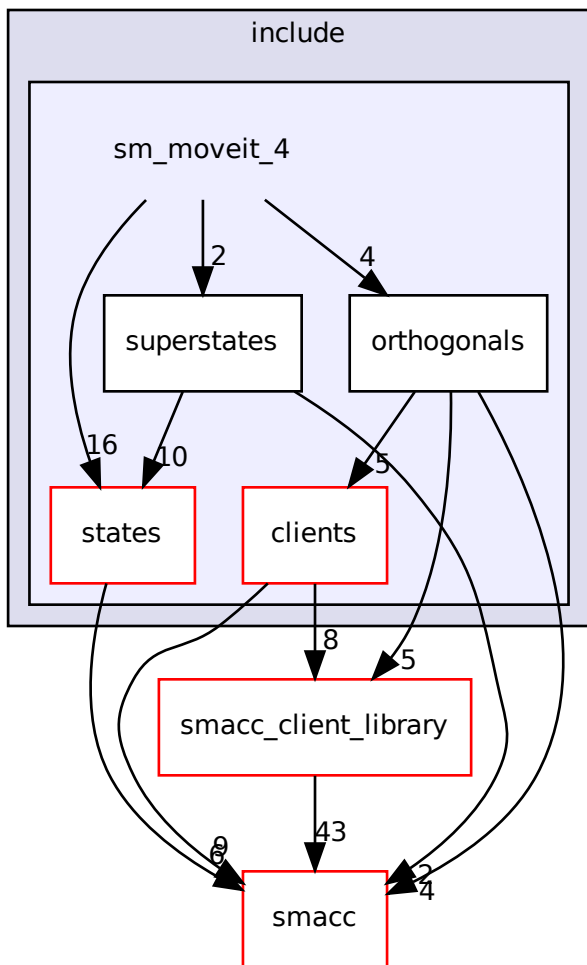 include
sm_moveit_4
2
4
superstates
orthogonals
16
10
5
states
clients
8
5
smacc_client_library
9
6
43
2
4
smacc